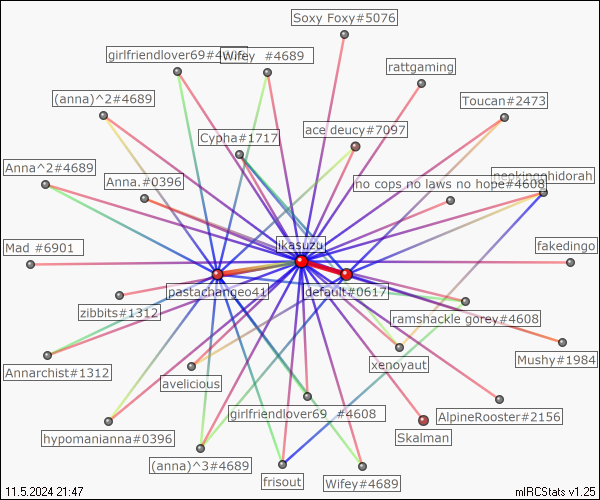 Soxy Foxy#5076
girlfriendlover69#4
Wifey #4689
rattgaming
(anna)^2#4689
Toucan#2473
Cypha#1717
ace deucy#7097
Anna^2#4689
Anna.#0396
no cops no laws no hope#4608
neokingghidorah
ikasuzu
Mad #6901
fakedingo
pastachangeo41
default#0617
zibbits#1312
ramshackle gorey#4608
Annarchist#1312
avelicious
xenoyaut
Mushy#1984
girlfriendlover69 #4608
AlpineRooster#2156
hypomanianna#0396
Skalman
(anna)^3#4689
frisout
Wifey#4689
11.5.2024 21:47
mIRCStats v1.25